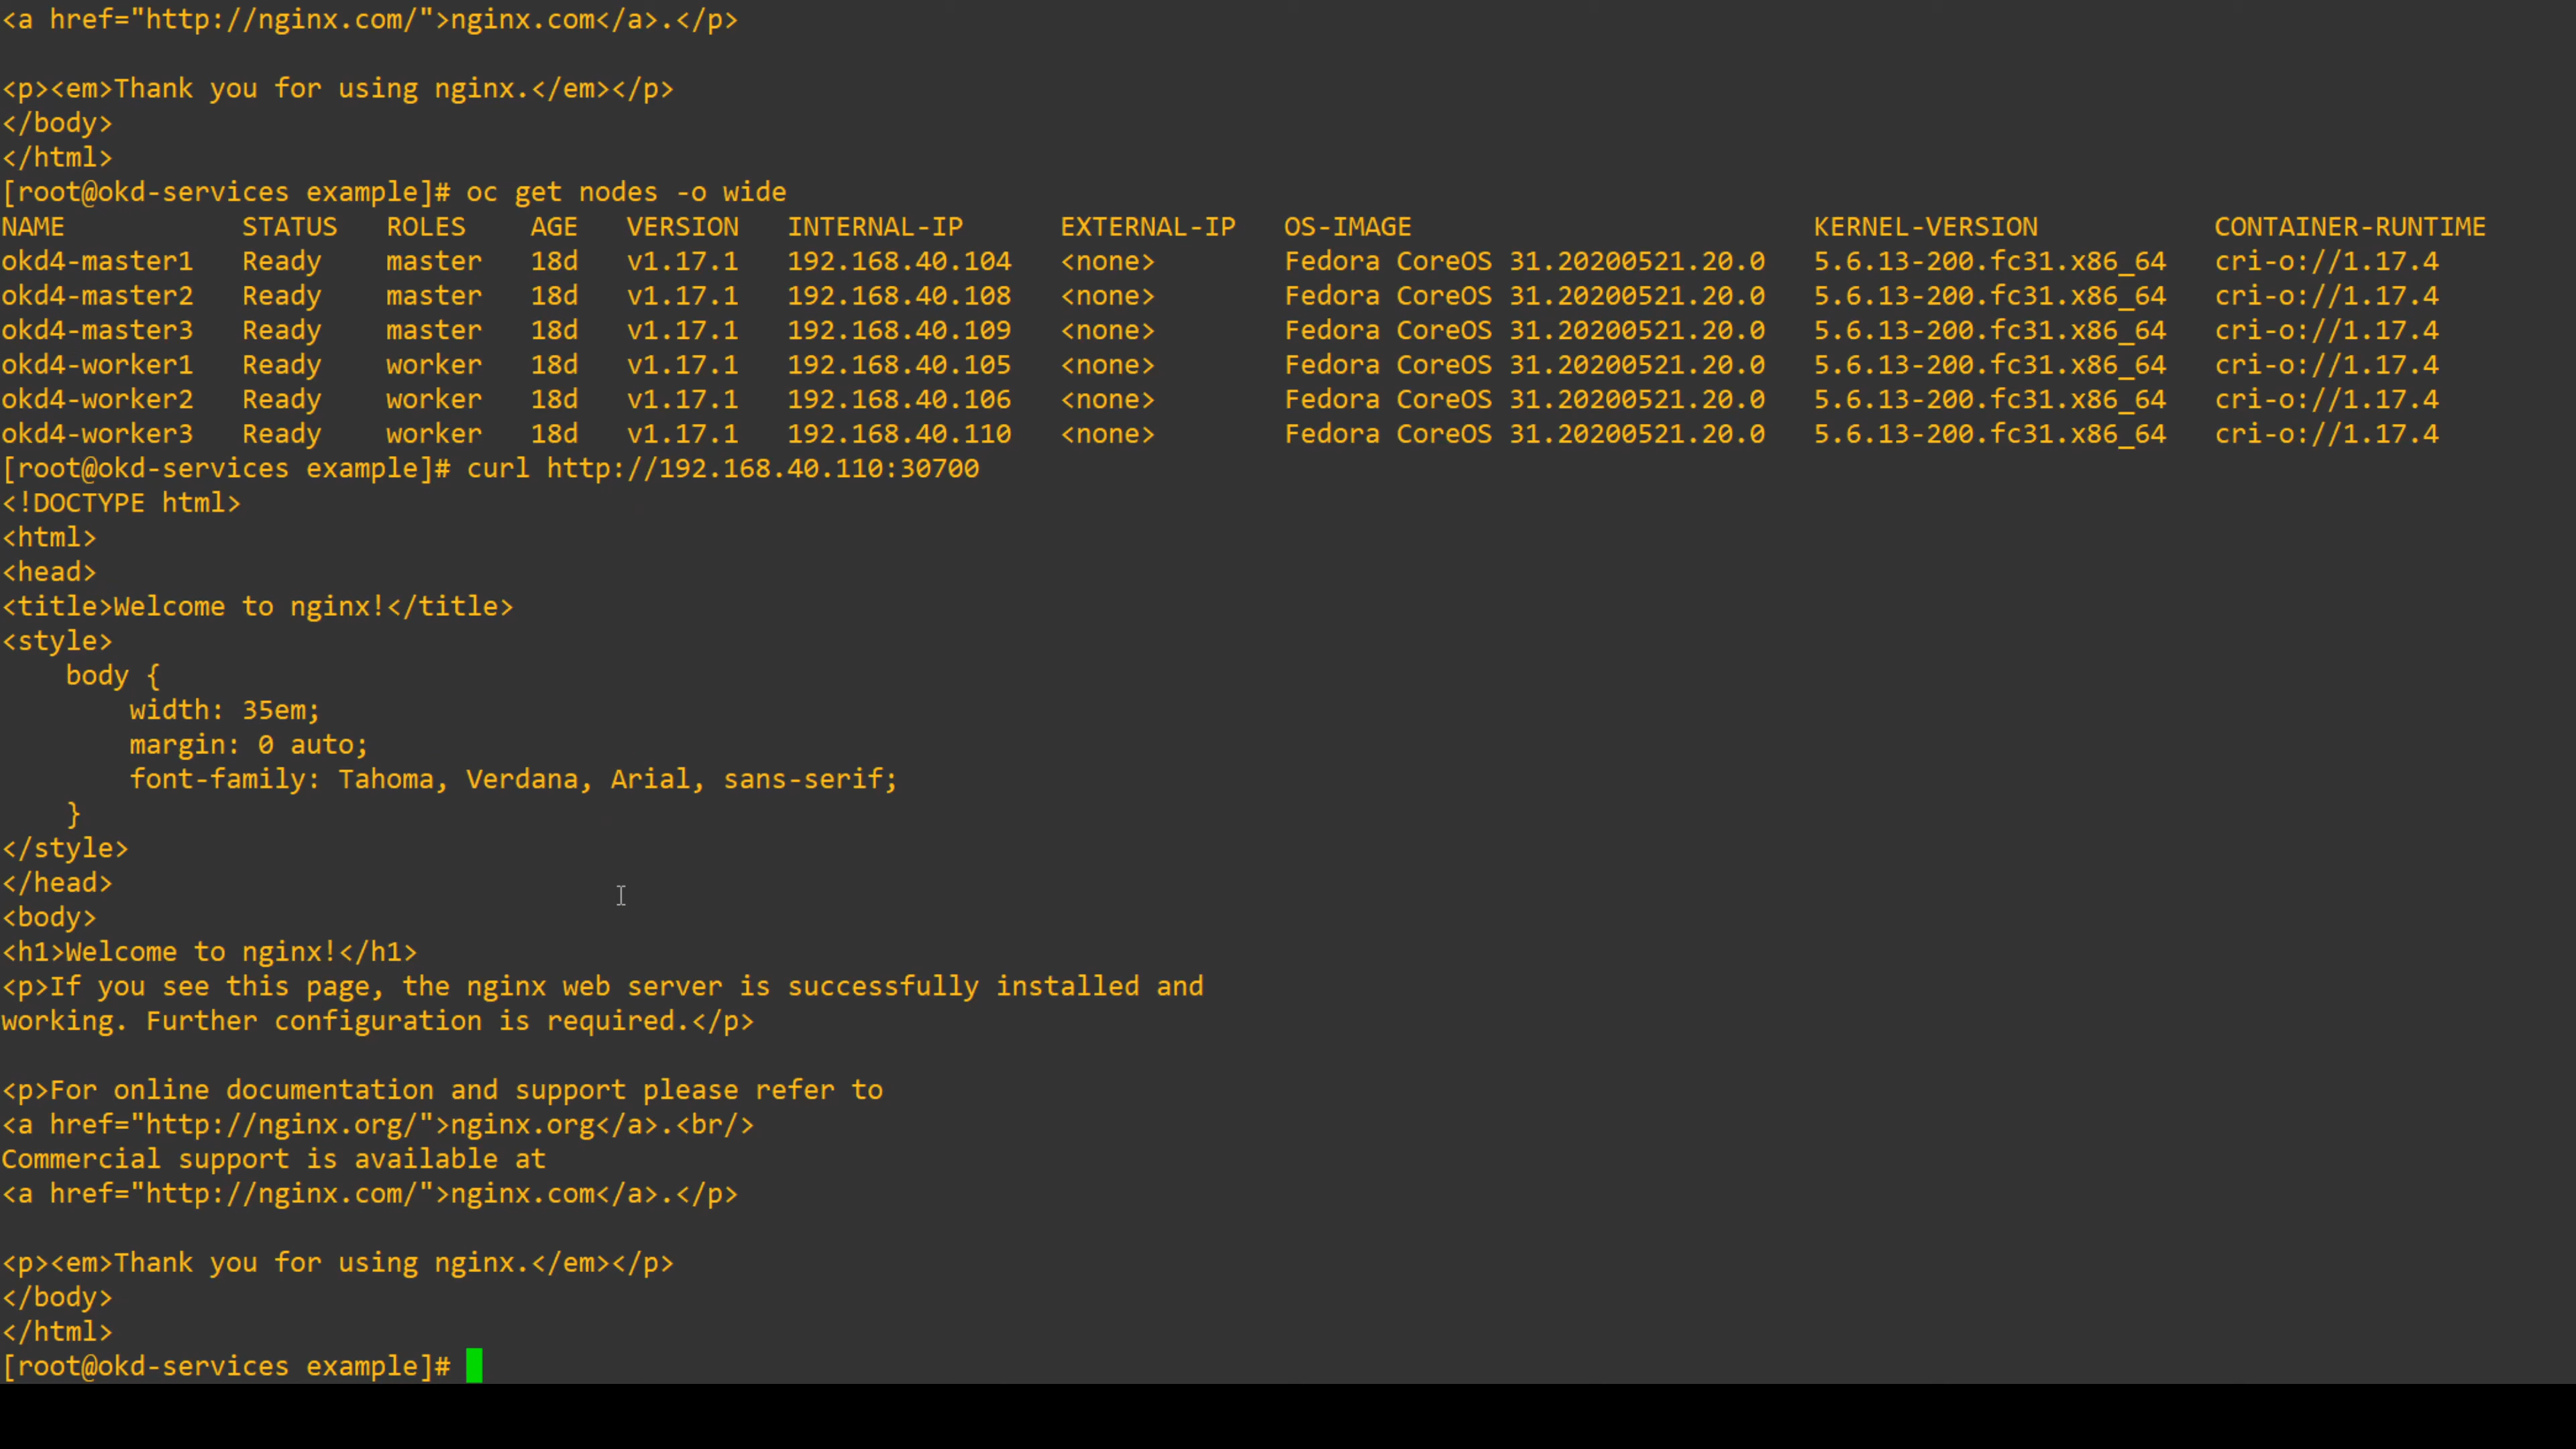 <a href="http://nginx.com/">nginx.com</a>.</p>

<p><em>Thank you for using nginx.</em></p>
</body>
</html>
[root@okd-services example]# oc get nodes -o wide
NAME           STATUS   ROLES    AGE   VERSION   INTERNAL-IP      EXTERNAL-IP   OS-IMAGE                         KERNEL-VERSION           CONTAINER-RUNTIME
okd4-master1   Ready    master   18d   v1.17.1   192.168.40.104   <none>        Fedora CoreOS 31.20200521.20.0   5.6.13-200.fc31.x86_64   cri-o://1.17.4
okd4-master2   Ready    master   18d   v1.17.1   192.168.40.108   <none>        Fedora CoreOS 31.20200521.20.0   5.6.13-200.fc31.x86_64   cri-o://1.17.4
okd4-master3   Ready    master   18d   v1.17.1   192.168.40.109   <none>        Fedora CoreOS 31.20200521.20.0   5.6.13-200.fc31.x86_64   cri-o://1.17.4
okd4-worker1   Ready    worker   18d   v1.17.1   192.168.40.105   <none>        Fedora CoreOS 31.20200521.20.0   5.6.13-200.fc31.x86_64   cri-o://1.17.4
okd4-worker2   Ready    worker   18d   v1.17.1   192.168.40.106   <none>        Fedora CoreOS 31.20200521.20.0   5.6.13-200.fc31.x86_64   cri-o://1.17.4
okd4-worker3   Ready    worker   18d   v1.17.1   192.168.40.110   <none>        Fedora CoreOS 31.20200521.20.0   5.6.13-200.fc31.x86_64   cri-o://1.17.4
[root@okd-services example]# curl http://192.168.40.110:30700
<!DOCTYPE html>
<html>
<head>
<title>Welcome to nginx!</title>
<style>
    body {
        width: 35em;
        margin: 0 auto;
        font-family: Tahoma, Verdana, Arial, sans-serif;
    }
</style>
</head>
<body>
<h1>Welcome to nginx!</h1>
<p>If you see this page, the nginx web server is successfully installed and
working. Further configuration is required.</p>

<p>For online documentation and support please refer to
<a href="http://nginx.org/">nginx.org</a>.<br/>
Commercial support is available at
<a href="http://nginx.com/">nginx.com</a>.</p>

<p><em>Thank you for using nginx.</em></p>
</body>
</html>
[root@okd-services example]#